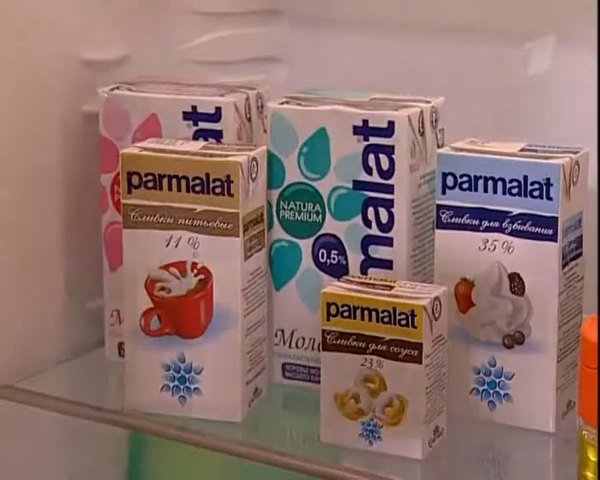 parmalat
Сливки питьевые
11%
malat
NATURA
PREMIUM
0,5%
Моло
parmalat
Сливки для соуса
23%
parmalat
Сливки для взбивания
35%